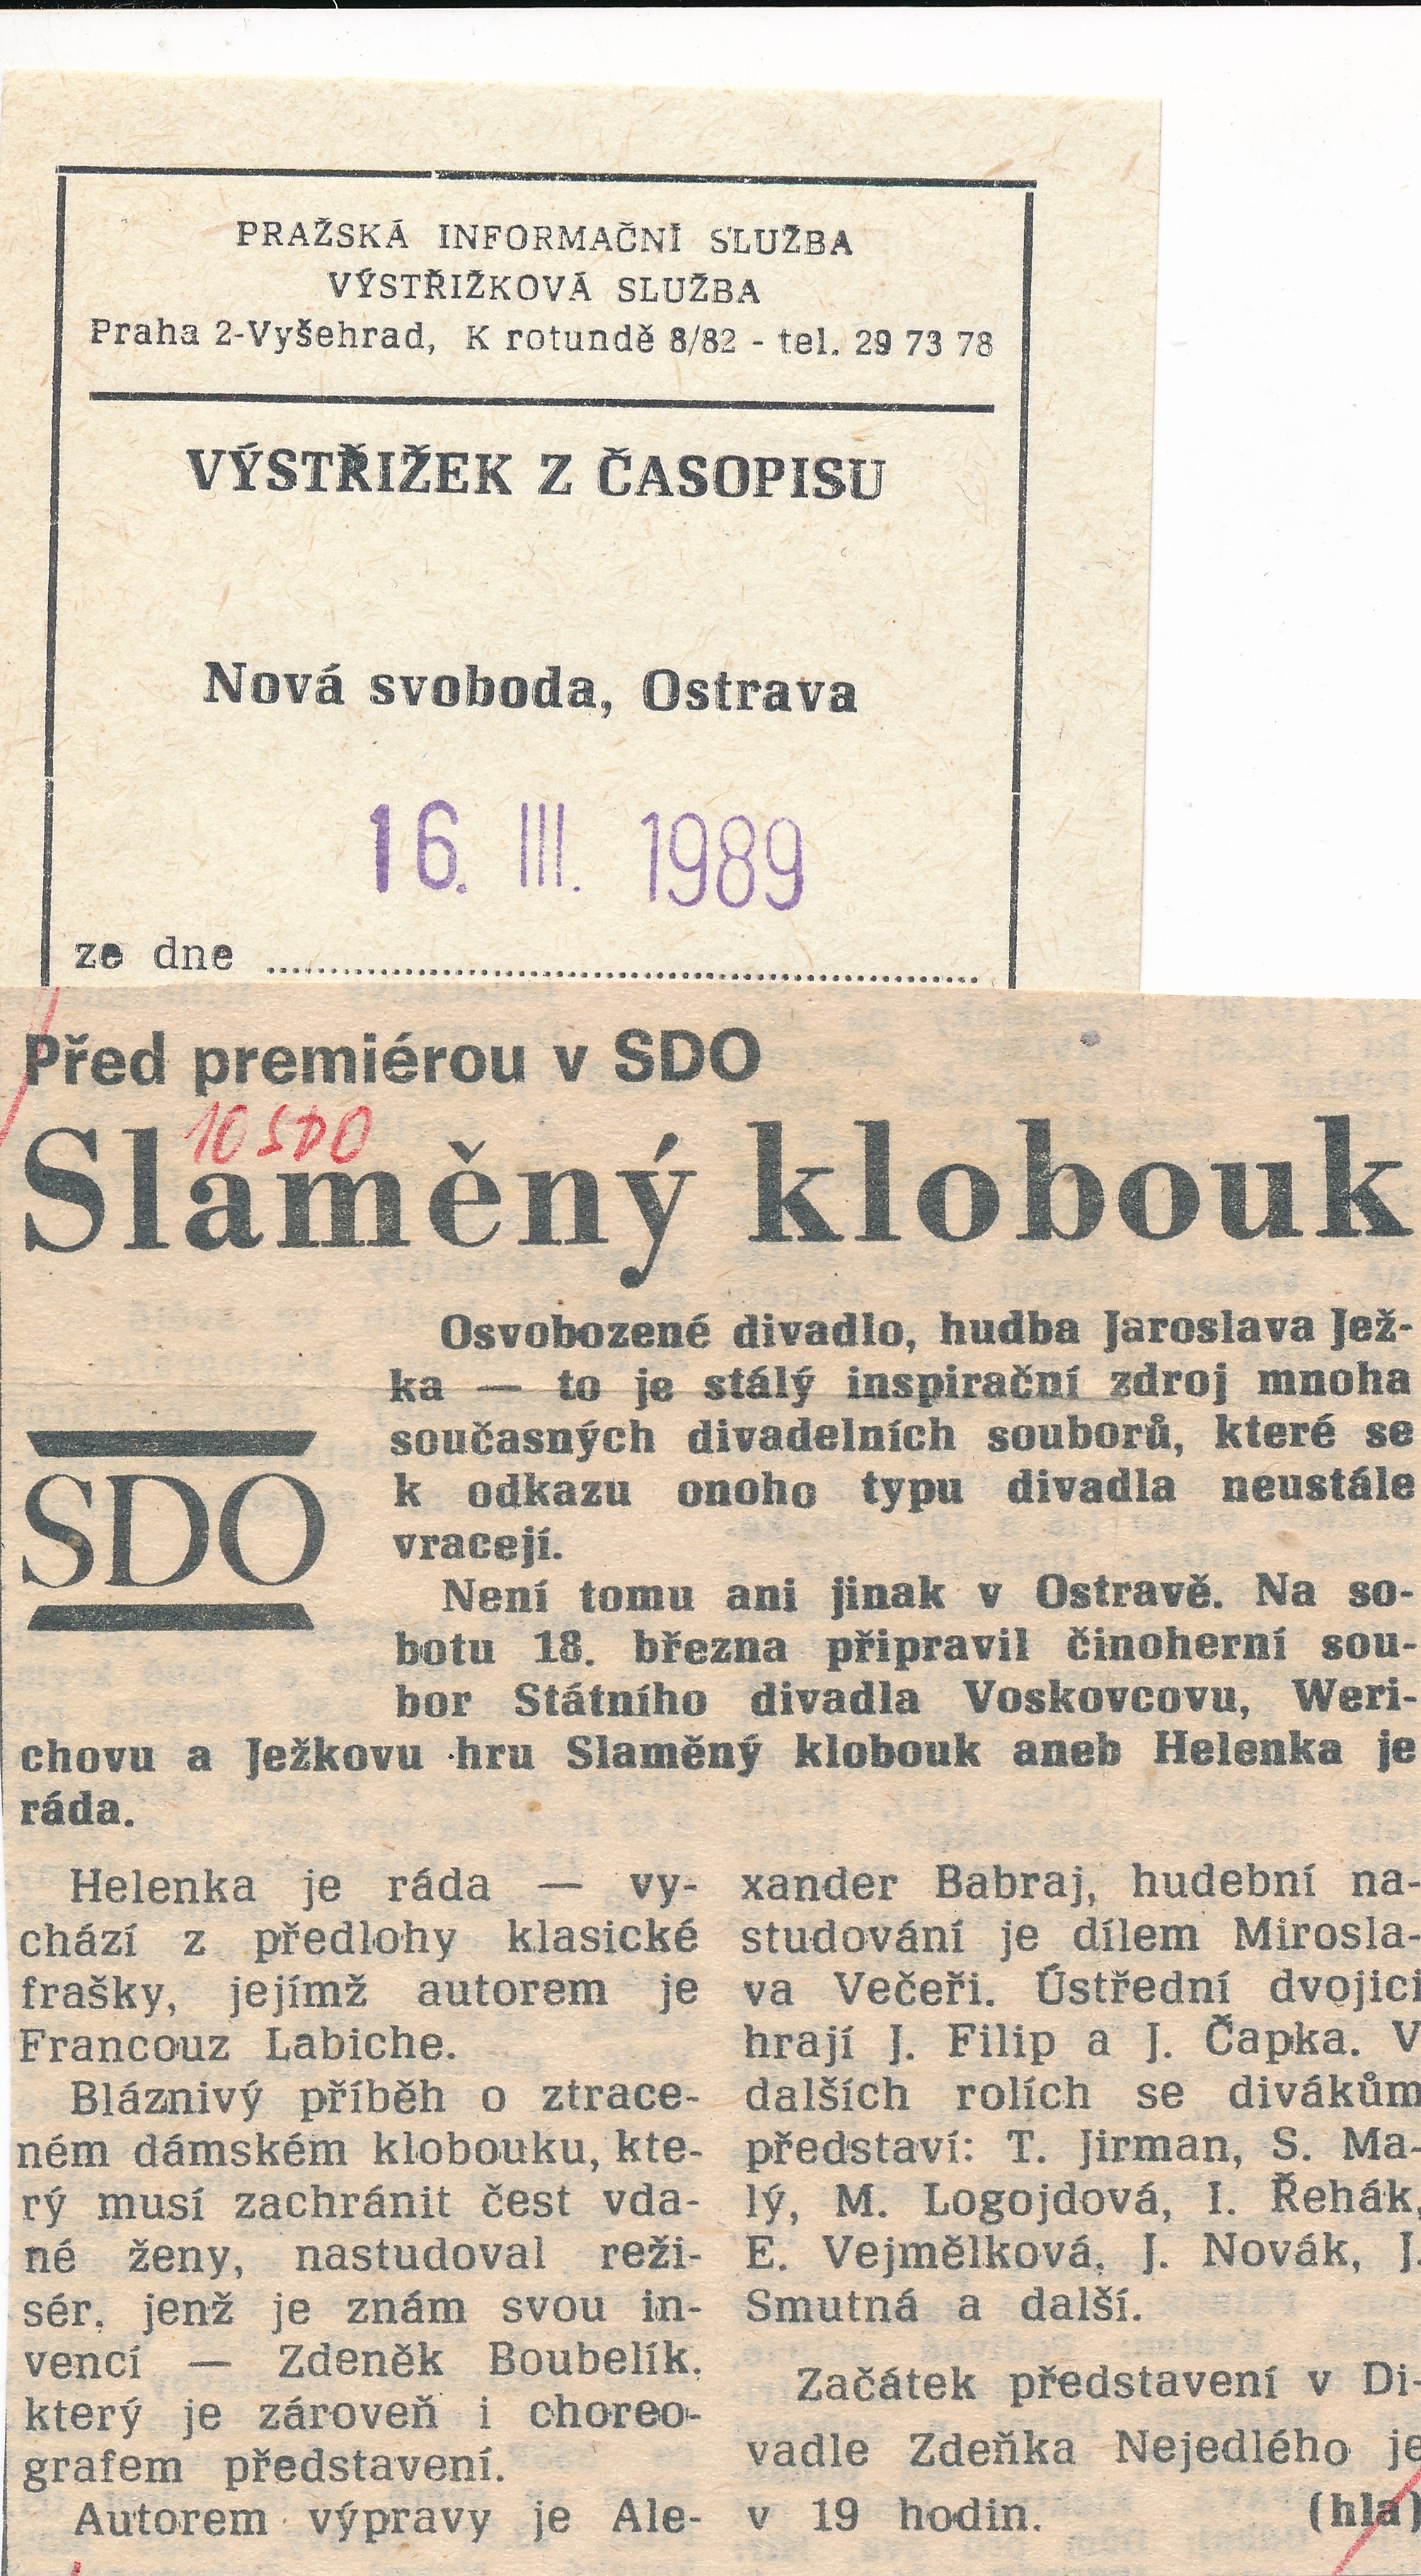 PRAŽSKÁ INFORMAČNÍ SLUŽBA
VÝSTŘIŽKOVÁ SLUŽBA
Praha 2-Vyšehrad, K rotundě 8/82 - tel. 29 73 78
VÝSTŘIŽEK Z ČASOPISU
Nová svoboda, Ostrava
16. III. 1989
ze dne
Před premiérou v SDO
10 SDO
Slaměný klobouk
SDO
Osvobozené divadlo, hudba Jaroslava Jež-
ka — to je stálý inspirační zdroj mnoha
současných divadelních souborů, které se
k odkazu onoho typu divadla neustále
vracejí.
Není tomu ani jinak v Ostravě. Na so-
botu 18. března připravil činoherní sou-
bor Státního divadla Voskovcovu, Weri-
chovu a Ježkovu hru Slaměný klobouk aneb Helenka je
ráda.
Helenka je ráda — vy-
chází z předlohy klasické
frašky, jejímž autorem je
Francouz Labiche.
Bláznivý příběh o ztrace-
ném dámském klobouku, kte-
rý musí zachránit čest vda-
né ženy, nastudoval reži-
sér, jenž je znám svou in-
vencí — Zdeněk Boubelík,
který je zároveň i choreo-
grafem představení.
Autorem výpravy je Ale-
xander Babraj, hudební na-
studování je dílem Mirosla-
va Večeři. Ústřední dvojici
hrají J. Filip a J. Čapka. V
dalších rolích se divákům
představí: T. Jirman, S. Ma-
lý, M. Logojdová, I. Řehák,
E. Vejmělková, J. Novák, J.
Smutná a další.
Začátek představení v Di-
vadle Zdeňka Nejedlého je
v 19 hodin. (hla)